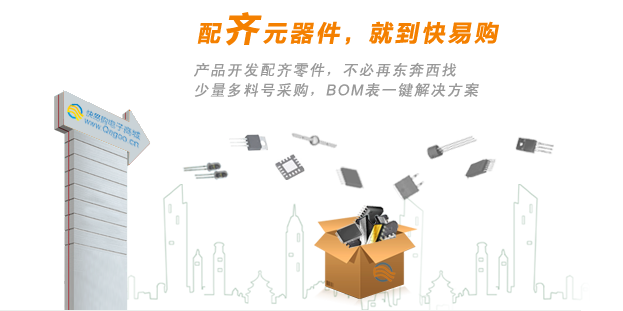 配齐元器件，就到快易购
产品开发配齐零件，不必再东奔西找
少量多料号采购，BOM表一键解决方案
快易购电子商城
www.Qegoo.cn